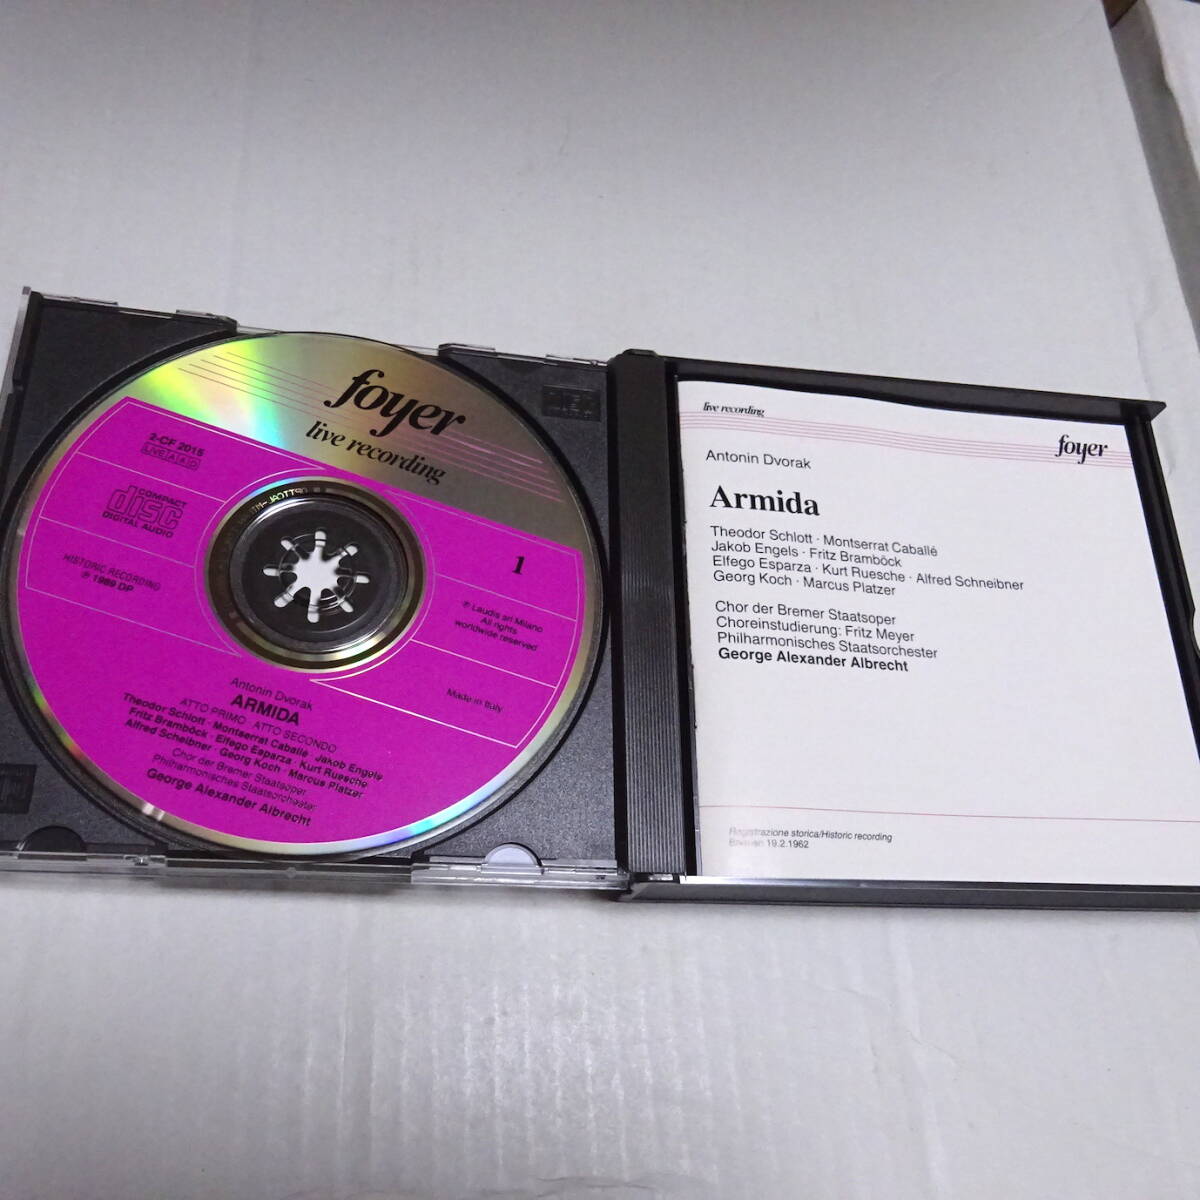 foyer
live recording
2-CF 2015
LIVE A A D
COMPACT
disc
DIGITAL AUDIO
HISTORIC RECORDING
℗ 1989 DP
1
℗ Laudis srl Milano
All rights
worldwide reserved
Made in Italy
Antonin Dvorak
ARMIDA
ATTO PRIMO ATTO SECONDO
Theodor Schlott · Montserrat Caballé · Jakob Engels
Fritz Bramböck · Elfego Esparza · Kurt Ruesche
Alfred Scheibner · Georg Koch · Marcus Platzer
Chor der Bremer Staatsoper
Philharmonisches Staatsorchester
George Alexander Albrecht
live recording
foyer
Antonin Dvorak
Armida
Theodor Schlott · Montserrat Caballé
Jakob Engels · Fritz Bramböck
Elfego Esparza · Kurt Ruesche · Alfred Schneibner
Georg Koch · Marcus Platzer
Chor der Bremer Staatsoper
Choreinstudierung: Fritz Meyer
Philharmonisches Staatsorchester
George Alexander Albrecht
Registrazione storica/Historic recording
Bremen 19.2.1962